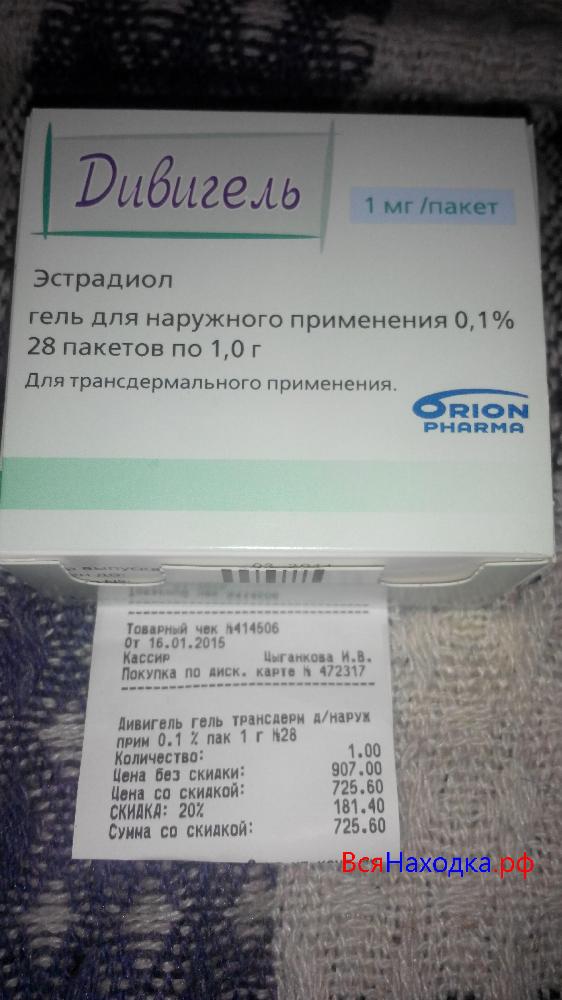 Дивигель
1 мг /пакет
Эстрадиол
гель для наружного применения 0,1%
28 пакетов по 1,0 г
Для трансдермального применения.
ORION
PHARMA
Товарный чек №414506
От 16.01.2015
Кассир Цыганкова И.В.
Покупка по диск. карте № 472317
Дивигель гель трансдерм д/наруж
прим 0.1 % пак 1 г №28
Количество: 1.00
Цена без скидки: 907.00
Цена со скидкой: 725.60
СКИДКА: 20% 181.40
Сумма со скидкой: 725.60
ВсяНаходка.рф